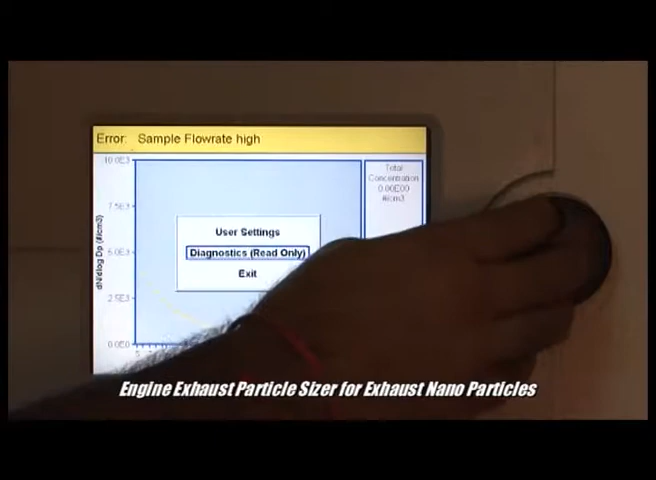 Error: Sample Flowrate high
10.0E3
Total
Concentration
0.00E00
#/cm3
7.5E3
dN/dlog Dp (#/cm3)
User Settings
5.0E3
Diagnostics (Read Only)
Exit
2.5E3
0.0E0
Engine Exhaust Particle Sizer for Exhaust Nano Particles